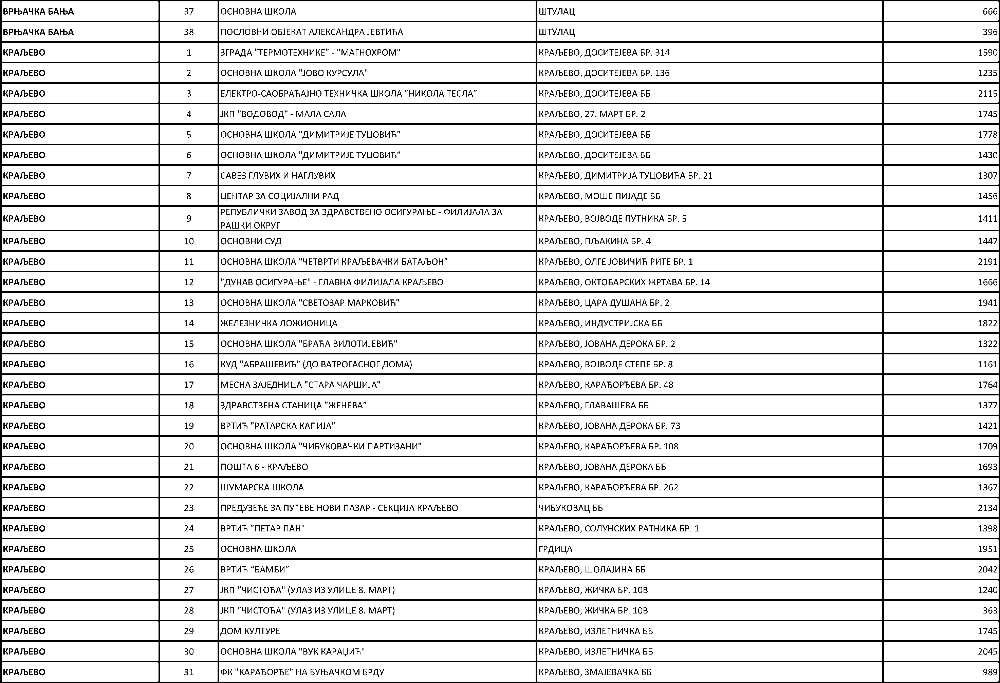 ВРЊАЧКА БАЊА 37 ОСНОВНА ШКОЛА ШТУЛАЦ 666
ВРЊАЧКА БАЊА 38 ПОСЛОВНИ ОБЈЕКАТ АЛЕКСАНДРА ЈЕВТИЋА ШТУЛАЦ 396
КРАЉЕВО 1 ЗГРАДА "ТЕРМОТЕХНИКЕ" - "МАГНОХРОМ" КРАЉЕВО, ДОСИТЕЈЕВА БР. 314 1590
КРАЉЕВО 2 ОСНОВНА ШКОЛА "ЈОВО КУРСУЛА" КРАЉЕВО, ДОСИТЕЈЕВА БР. 136 1235
КРАЉЕВО 3 ЕЛЕКТРО-САОБРАЋАЈНО ТЕХНИЧКА ШКОЛА "НИКОЛА ТЕСЛА" КРАЉЕВО, ДОСИТЕЈЕВА ББ 2115
КРАЉЕВО 4 ЈКП "ВОДОВОД" - МАЛА САЛА КРАЉЕВО, 27. МАРТ БР. 2 1745
КРАЉЕВО 5 ОСНОВНА ШКОЛА "ДИМИТРИЈЕ ТУЦОВИЋ" КРАЉЕВО, ДОСИТЕЈЕВА ББ 1778
КРАЉЕВО 6 ОСНОВНА ШКОЛА "ДИМИТРИЈЕ ТУЦОВИЋ" КРАЉЕВО, ДОСИТЕЈЕВА ББ 1430
КРАЉЕВО 7 САВЕЗ ГЛУВИХ И НАГЛУВИХ КРАЉЕВО, ДИМИТРИЈА ТУЦОВИЋА БР. 21 1307
КРАЉЕВО 8 ЦЕНТАР ЗА СОЦИЈАЛНИ РАД КРАЉЕВО, МОШЕ ПИЈАДЕ ББ 1456
КРАЉЕВО 9 РЕПУБЛИЧКИ ЗАВОД ЗА ЗДРАВСТВЕНО ОСИГУРАЊЕ - ФИЛИЈАЛА ЗА
РАШКИ ОКРУГ КРАЉЕВО, ВОЈВОДЕ ПУТНИКА БР. 5 1411
КРАЉЕВО 10 ОСНОВНИ СУД КРАЉЕВО, ПЉАКИНА БР. 4 1447
КРАЉЕВО 11 ОСНОВНА ШКОЛА "ЧЕТВРТИ КРАЉЕВАЧКИ БАТАЉОН" КРАЉЕВО, ОЛГЕ ЈОВИЧИЋ РИТЕ БР. 1 2191
КРАЉЕВО 12 "ДУНАВ ОСИГУРАЊЕ" - ГЛАВНА ФИЛИЈАЛА КРАЉЕВО КРАЉЕВО, ОКТОБАРСКИХ ЖРТАВА БР. 14 1666
КРАЉЕВО 13 ОСНОВНА ШКОЛА "СВЕТОЗАР МАРКОВИЋ" КРАЉЕВО, ЦАРА ДУШАНА БР. 2 1941
КРАЉЕВО 14 ЖЕЛЕЗНИЧКА ЛОЖИОНИЦА КРАЉЕВО, ИНДУСТРИЈСКА ББ 1822
КРАЉЕВО 15 ОСНОВНА ШКОЛА "БРАЋА ВИЛОТИЈЕВИЋ" КРАЉЕВО, ЈОВАНА ДЕРОКА БР. 2 1322
КРАЉЕВО 16 КУД "АБРАШЕВИЋ" (ДО ВАТРОГАСНОГ ДОМА) КРАЉЕВО, ВОЈВОДЕ СТЕПЕ БР. 8 1161
КРАЉЕВО 17 МЕСНА ЗАЈЕДНИЦА "СТАРА ЧАРШИЈА" КРАЉЕВО, КАРАЂОРЂЕВА БР. 48 1764
КРАЉЕВО 18 ЗДРАВСТВЕНА СТАНИЦА "ЖЕНЕВА" КРАЉЕВО, ГЛАВАШЕВА ББ 1377
КРАЉЕВО 19 ВРТИЋ "РАТАРСКА КАПИЈА" КРАЉЕВО, ЈОВАНА ДЕРОКА БР. 73 1421
КРАЉЕВО 20 ОСНОВНА ШКОЛА "ЧИБУКОВАЧКИ ПАРТИЗАНИ" КРАЉЕВО, КАРАЂОРЂЕВА БР. 108 1709
КРАЉЕВО 21 ПОШТА 6 - КРАЉЕВО КРАЉЕВО, ЈОВАНА ДЕРОКА ББ 1693
КРАЉЕВО 22 ШУМАРСКА ШКОЛА КРАЉЕВО, КАРАЂОРЂЕВА БР. 262 1367
КРАЉЕВО 23 ПРЕДУЗЕЋЕ ЗА ПУТЕВЕ НОВИ ПАЗАР - СЕКЦИЈА КРАЉЕВО ЧИБУКОВАЦ ББ 2134
КРАЉЕВО 24 ВРТИЋ "ПЕТАР ПАН" КРАЉЕВО, СОЛУНСКИХ РАТНИКА БР. 1 1398
КРАЉЕВО 25 ОСНОВНА ШКОЛА ГРДИЦА 1951
КРАЉЕВО 26 ВРТИЋ “БАМБИ” КРАЉЕВО, ШОЛАЈИНА ББ 2042
КРАЉЕВО 27 ЈКП "ЧИСТОЋА" (УЛАЗ ИЗ УЛИЦЕ 8. МАРТ) КРАЉЕВО, ЖИЧКА БР. 10В 1240
КРАЉЕВО 28 ЈКП "ЧИСТОЋА" (УЛАЗ ИЗ УЛИЦЕ 8. МАРТ) КРАЉЕВО, ЖИЧКА БР. 10В 363
КРАЉЕВО 29 ДОМ КУЛТУРЕ КРАЉЕВО, ИЗЛЕТНИЧКА ББ 1745
КРАЉЕВО 30 ОСНОВНА ШКОЛА "ВУК КАРАЏИЋ" КРАЉЕВО, ИЗЛЕТНИЧКА ББ 2045
КРАЉЕВО 31 ФК "КАРАЂОРЂЕ" НА БУЊАЧКОМ БРДУ КРАЉЕВО, ЗМАЈЕВАЧКА ББ 989